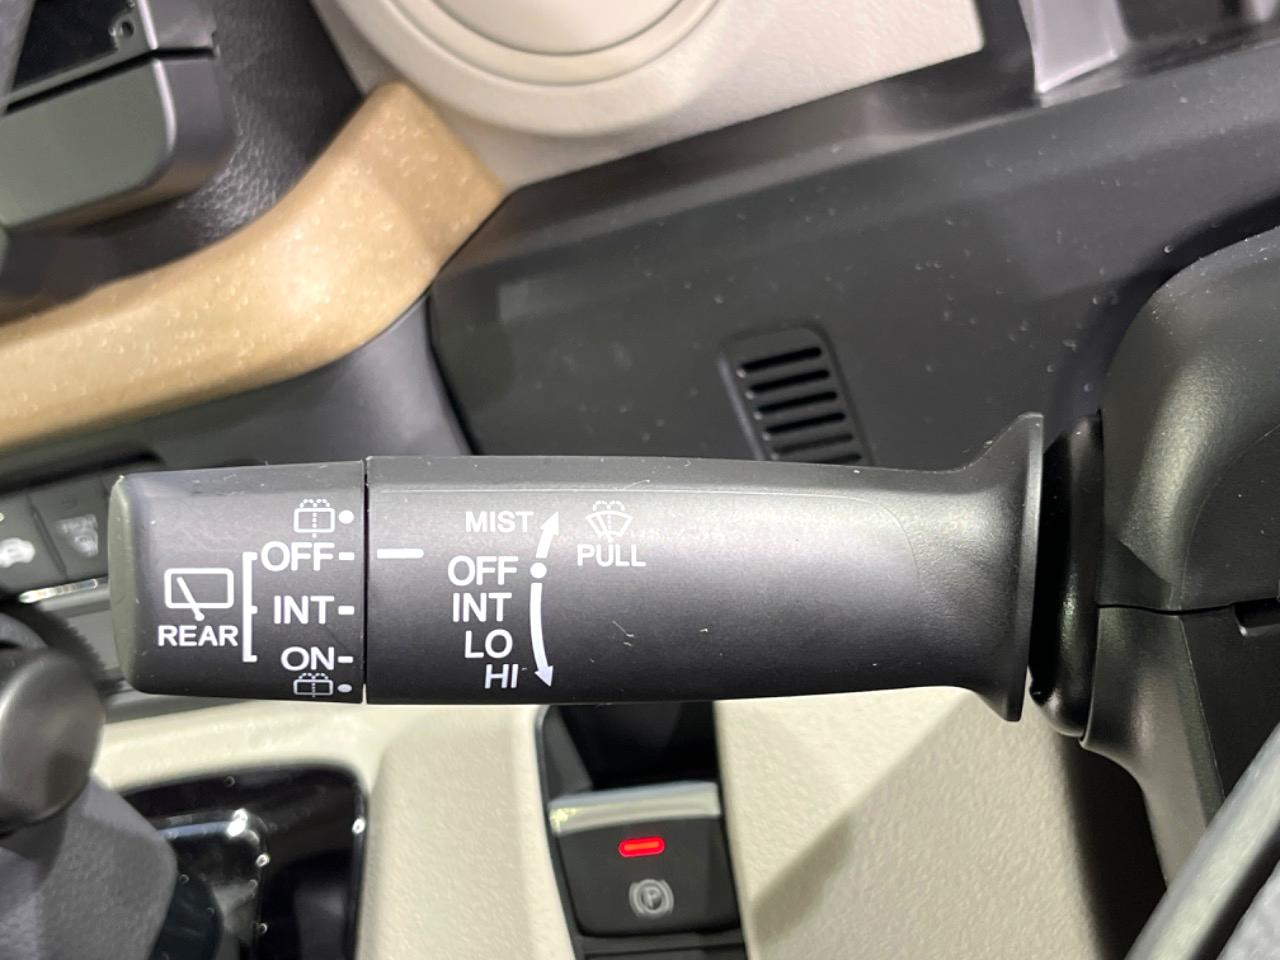 MIST
PULL
OFF
INT
LO
HI
OFF
INT
ON
REAR
P